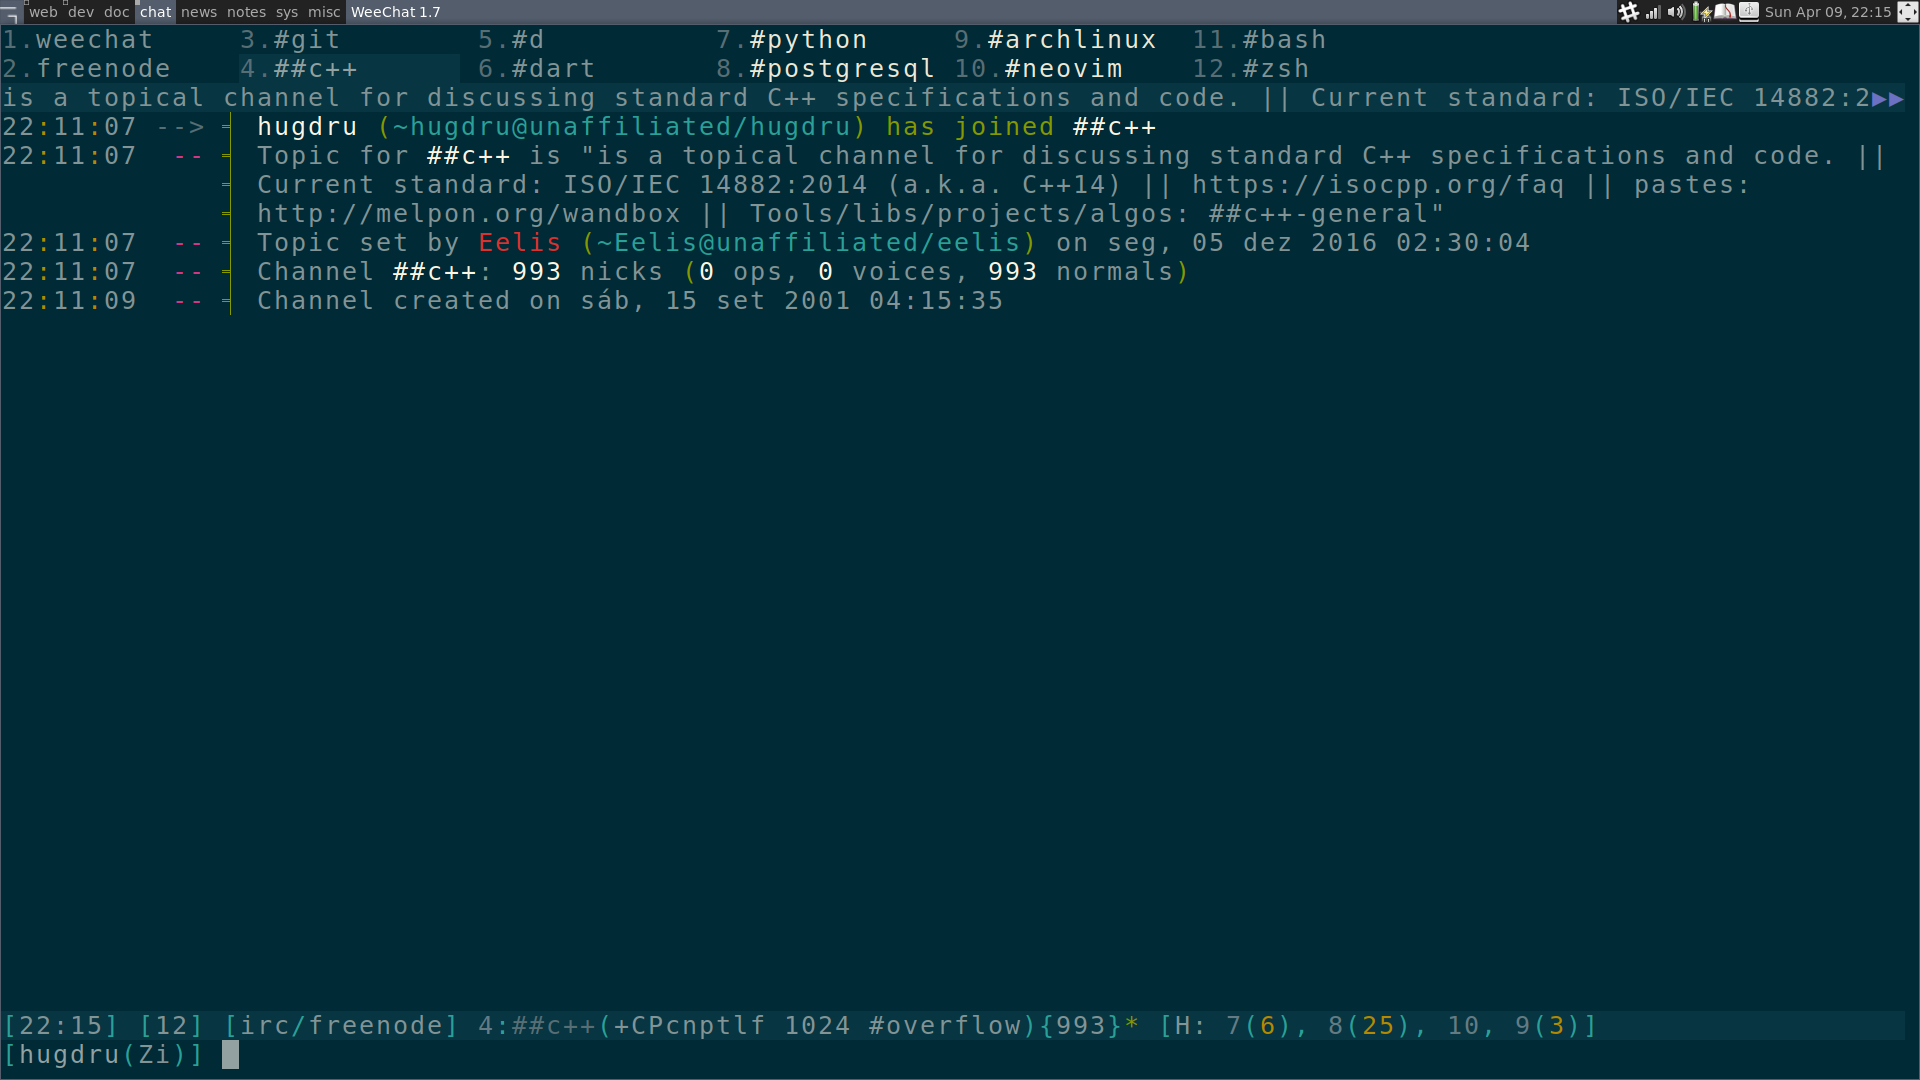 web dev doc chat news notes sys misc WeeChat 1.7 Sun Apr 09, 22:15
1.weechat 3.#git 5.#d 7.#python 9.#archlinux 11.#bash
2.freenode 4.##c++ 6.#dart 8.#postgresql 10.#neovim 12.#zsh
is a topical channel for discussing standard C++ specifications and code. || Current standard: ISO/IEC 14882:2▶▶
22:11:07 --> hugdru (~hugdru@unaffiliated/hugdru) has joined ##c++
22:11:07 -- Topic for ##c++ is "is a topical channel for discussing standard C++ specifications and code. ||
Current standard: ISO/IEC 14882:2014 (a.k.a. C++14) || https://isocpp.org/faq || pastes:
http://melpon.org/wandbox || Tools/libs/projects/algos: ##c++-general"
22:11:07 -- Topic set by Eelis (~Eelis@unaffiliated/eelis) on seg, 05 dez 2016 02:30:04
22:11:07 -- Channel ##c++: 993 nicks (0 ops, 0 voices, 993 normals)
22:11:09 -- Channel created on sáb, 15 set 2001 04:15:35
[22:15] [12] [irc/freenode] 4:##c++(+CPcnptlf 1024 #overflow){993}* [H: 7(6), 8(25), 10, 9(3)]
[hugdru(Zi)]